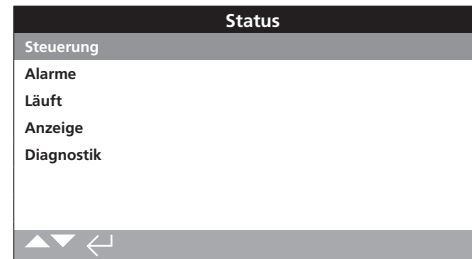 Status
Steuerung
Alarme
Läuft
Anzeige
Diagnostik